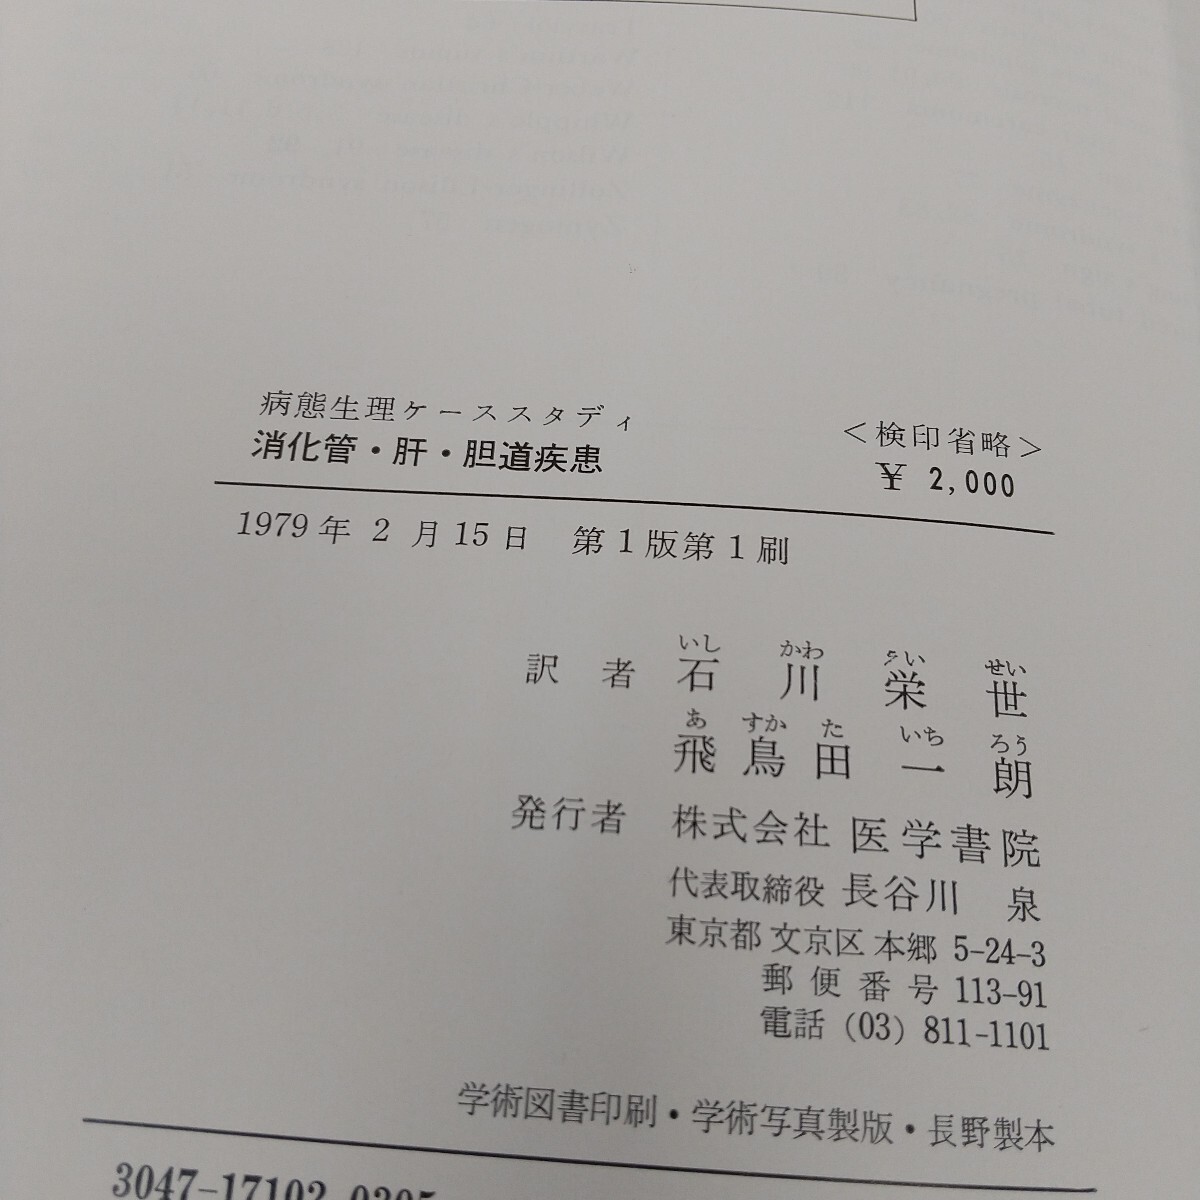 病態生理ケーススタディ
消化管・肝・胆道疾患
<検印省略>
¥ 2,000
1979年 2月15日 第1版第1刷
いし かわ えい せい
訳者 石川栄世
あ すか た いち ろう
飛鳥田一朗
発行者 株式会社 医学書院
代表取締役 長谷川 泉
東京都 文京区 本郷 5-24-3
郵便番号 113-91
電話 (03) 811-1101
学術図書印刷・学術写真製版・長野製本